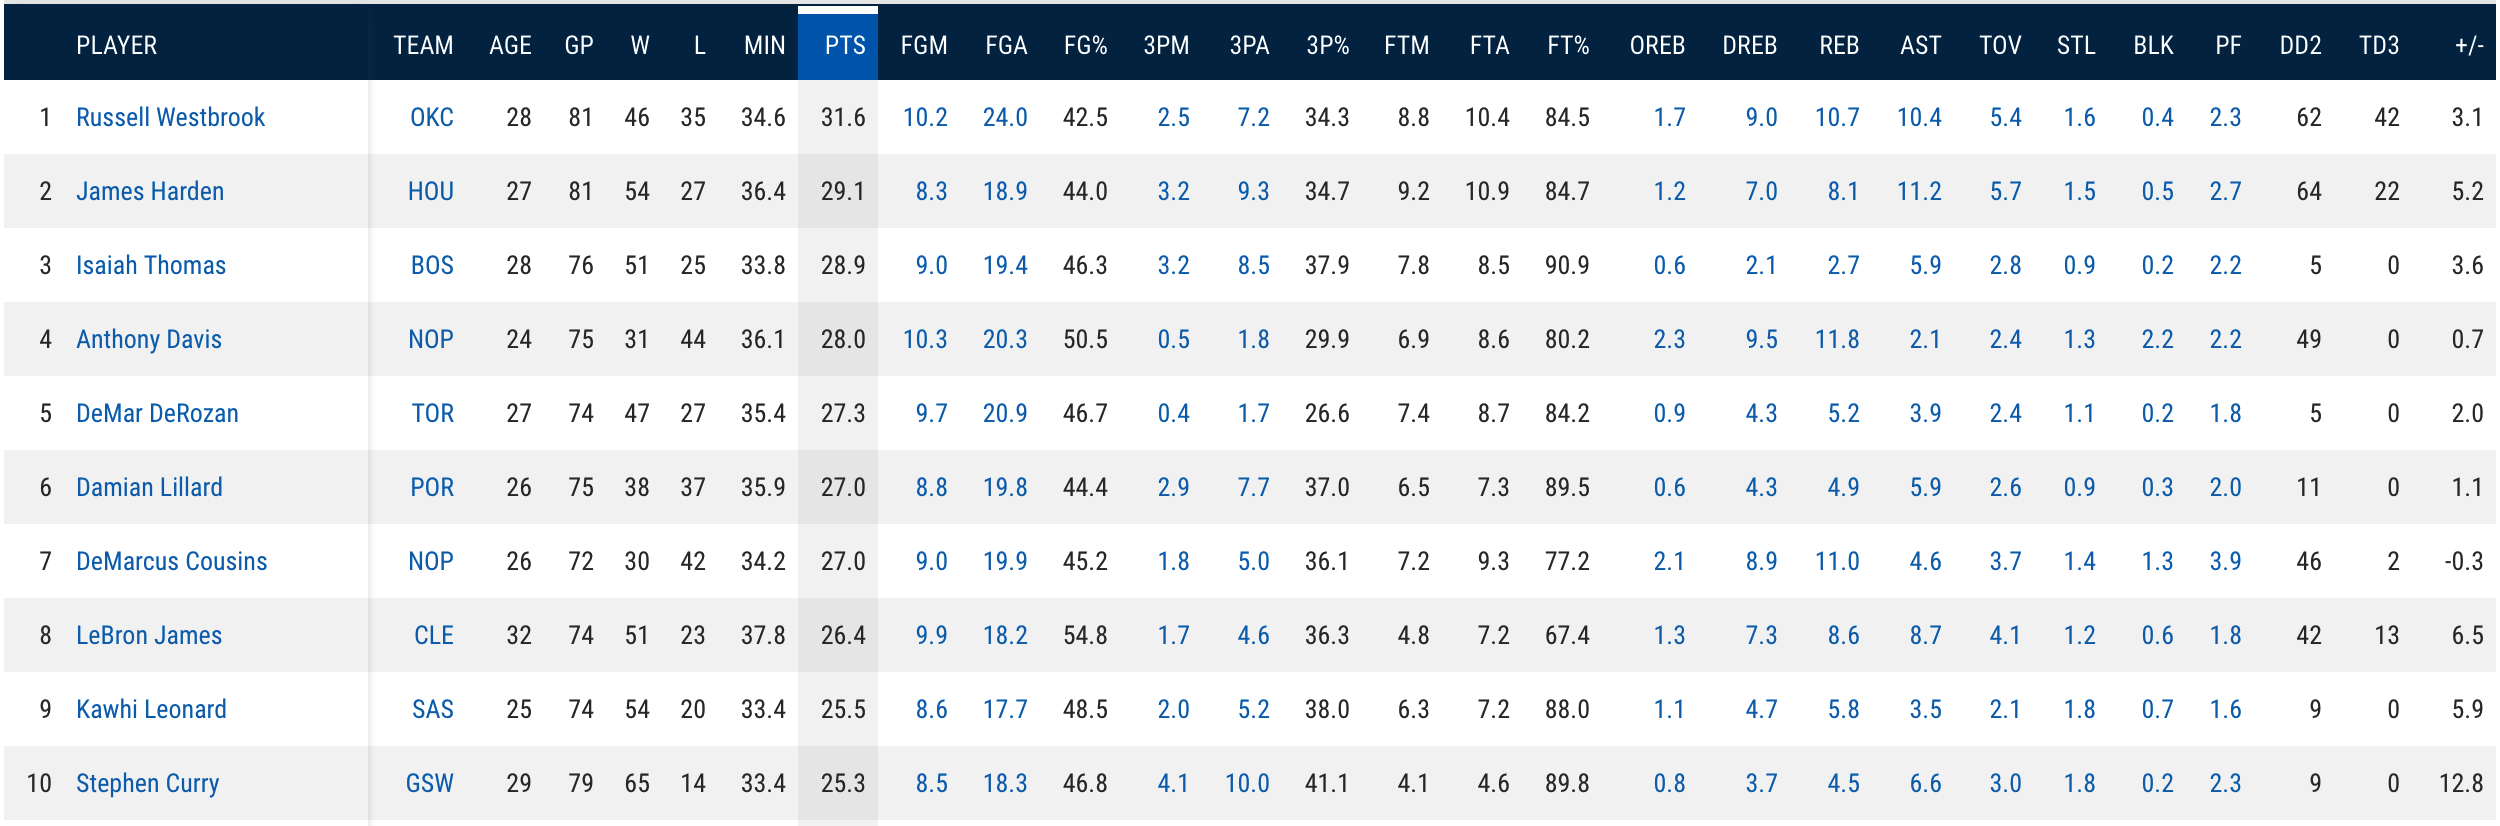 PLAYER TEAM AGE GP W L MIN PTS FGM FGA FG% 3PM 3PA 3P% FTM FTA FT% OREB DREB REB AST TOV STL BLK PF DD2 TD3 +/-
1 Russell Westbrook OKC 28 81 46 35 34.6 31.6 10.2 24.0 42.5 2.5 7.2 34.3 8.8 10.4 84.5 1.7 9.0 10.7 10.4 5.4 1.6 0.4 2.3 62 42 3.1
2 James Harden HOU 27 81 54 27 36.4 29.1 8.3 18.9 44.0 3.2 9.3 34.7 9.2 10.9 84.7 1.2 7.0 8.1 11.2 5.7 1.5 0.5 2.7 64 22 5.2
3 Isaiah Thomas BOS 28 76 51 25 33.8 28.9 9.0 19.4 46.3 3.2 8.5 37.9 7.8 8.5 90.9 0.6 2.1 2.7 5.9 2.8 0.9 0.2 2.2 5 0 3.6
4 Anthony Davis NOP 24 75 31 44 36.1 28.0 10.3 20.3 50.5 0.5 1.8 29.9 6.9 8.6 80.2 2.3 9.5 11.8 2.1 2.4 1.3 2.2 2.2 49 0 0.7
5 DeMar DeRozan TOR 27 74 47 27 35.4 27.3 9.7 20.9 46.7 0.4 1.7 26.6 7.4 8.7 84.2 0.9 4.3 5.2 3.9 2.4 1.1 0.2 1.8 5 0 2.0
6 Damian Lillard POR 26 75 38 37 35.9 27.0 8.8 19.8 44.4 2.9 7.7 37.0 6.5 7.3 89.5 0.6 4.3 4.9 5.9 2.6 0.9 0.3 2.0 11 0 1.1
7 DeMarcus Cousins NOP 26 72 30 42 34.2 27.0 9.0 19.9 45.2 1.8 5.0 36.1 7.2 9.3 77.2 2.1 8.9 11.0 4.6 3.7 1.4 1.3 3.9 46 2 -0.3
8 LeBron James CLE 32 74 51 23 37.8 26.4 9.9 18.2 54.8 1.7 4.6 36.3 4.8 7.2 67.4 1.3 7.3 8.6 8.7 4.1 1.2 0.6 1.8 42 13 6.5
9 Kawhi Leonard SAS 25 74 54 20 33.4 25.5 8.6 17.7 48.5 2.0 5.2 38.0 6.3 7.2 88.0 1.1 4.7 5.8 3.5 2.1 1.8 0.7 1.6 9 0 5.9
10 Stephen Curry GSW 29 79 65 14 33.4 25.3 8.5 18.3 46.8 4.1 10.0 41.1 4.1 4.6 89.8 0.8 3.7 4.5 6.6 3.0 1.8 0.2 2.3 9 0 12.8